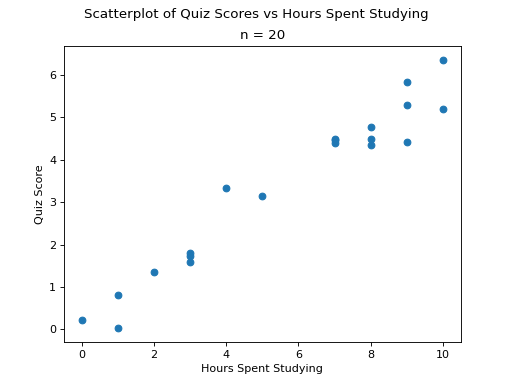 Scatterplot of Quiz Scores vs Hours Spent Studying
n = 20
6
5
4
3
2
1
0
Quiz Score
0 2 4 6 8 10
Hours Spent Studying